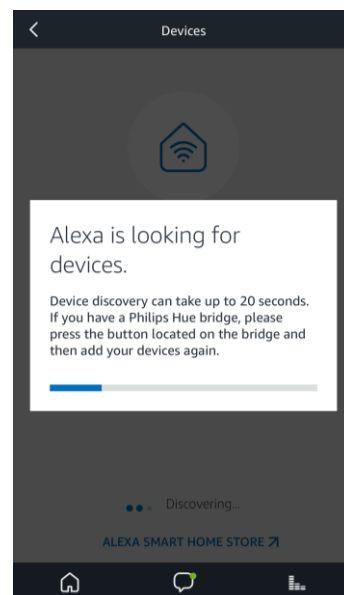 Devices
Alexa is looking for
devices.
Device discovery can take up to 20 seconds.
If you have a Philips Hue bridge, please
press the button located on the bridge and
then add your devices again.
Discovering...
ALEXA SMART HOME STORE